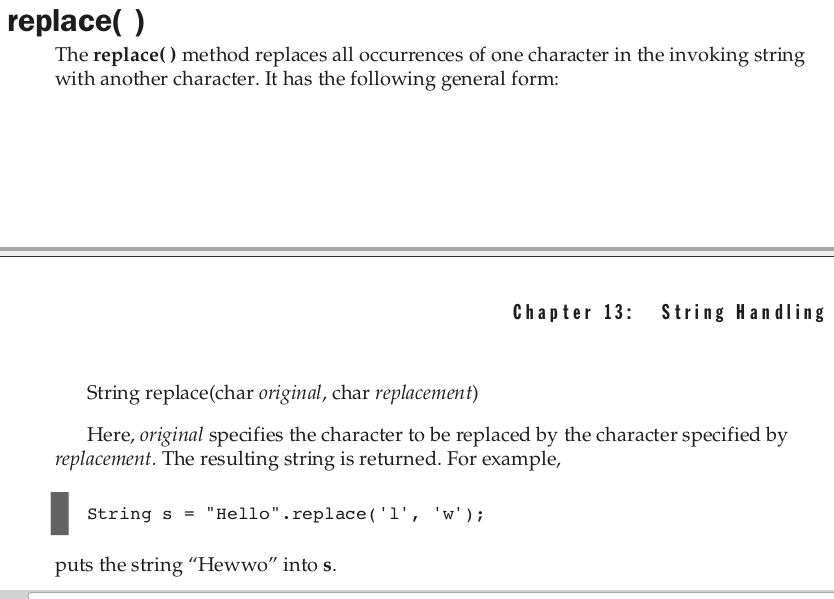 replace( )
The replace( ) method replaces all occurrences of one character in the invoking string
with another character. It has the following general form:
Chapter 13: String Handling
String replace(char original, char replacement)
Here, original specifies the character to be replaced by the character specified by
replacement. The resulting string is returned. For example,
String s = "Hello".replace('l', 'w');
puts the string “Hewwo” into s.